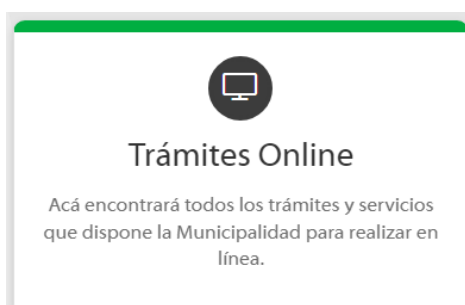 Trámites Online
Acá encontrará todos los trámites y servicios
que dispone la Municipalidad para realizar en
línea.